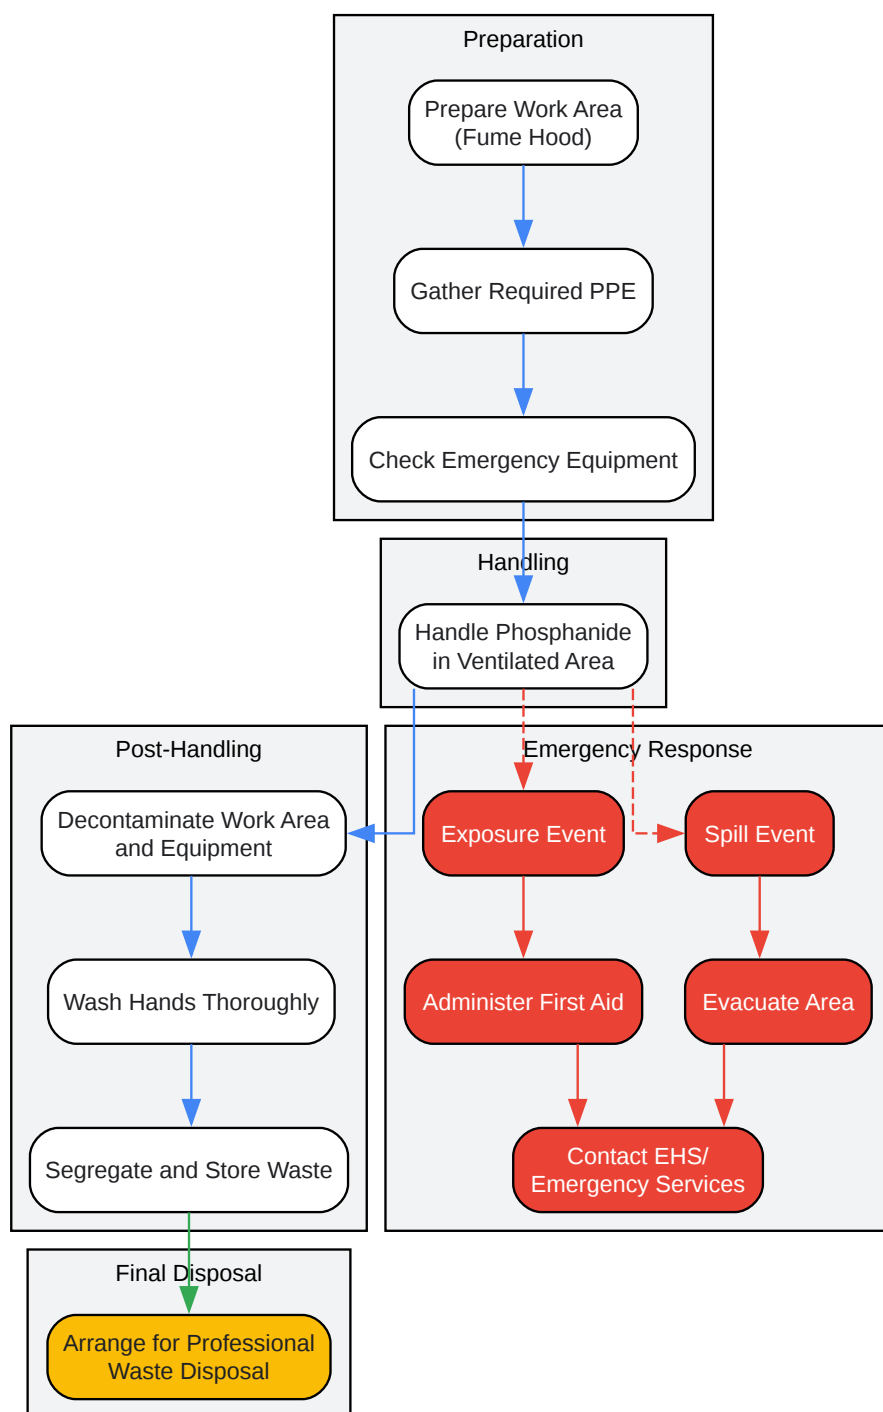 Preparation
Prepare Work Area
(Fume Hood)
Gather Required PPE
Check Emergency Equipment
Handling
Handle Phosphanide
in Ventilated Area
Post-Handling
Decontaminate Work Area
and Equipment
Wash Hands Thoroughly
Segregate and Store Waste
Emergency Response
Exposure Event
Spill Event
Administer First Aid
Evacuate Area
Contact EHS/
Emergency Services
Final Disposal
Arrange for Professional
Waste Disposal